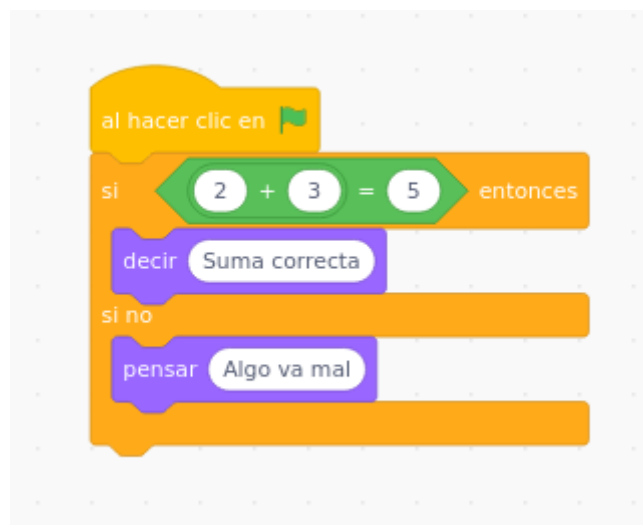 al hacer clic en
si 2 + 3 = 5 entonces
decir Suma correcta
si no
pensar Algo va mal